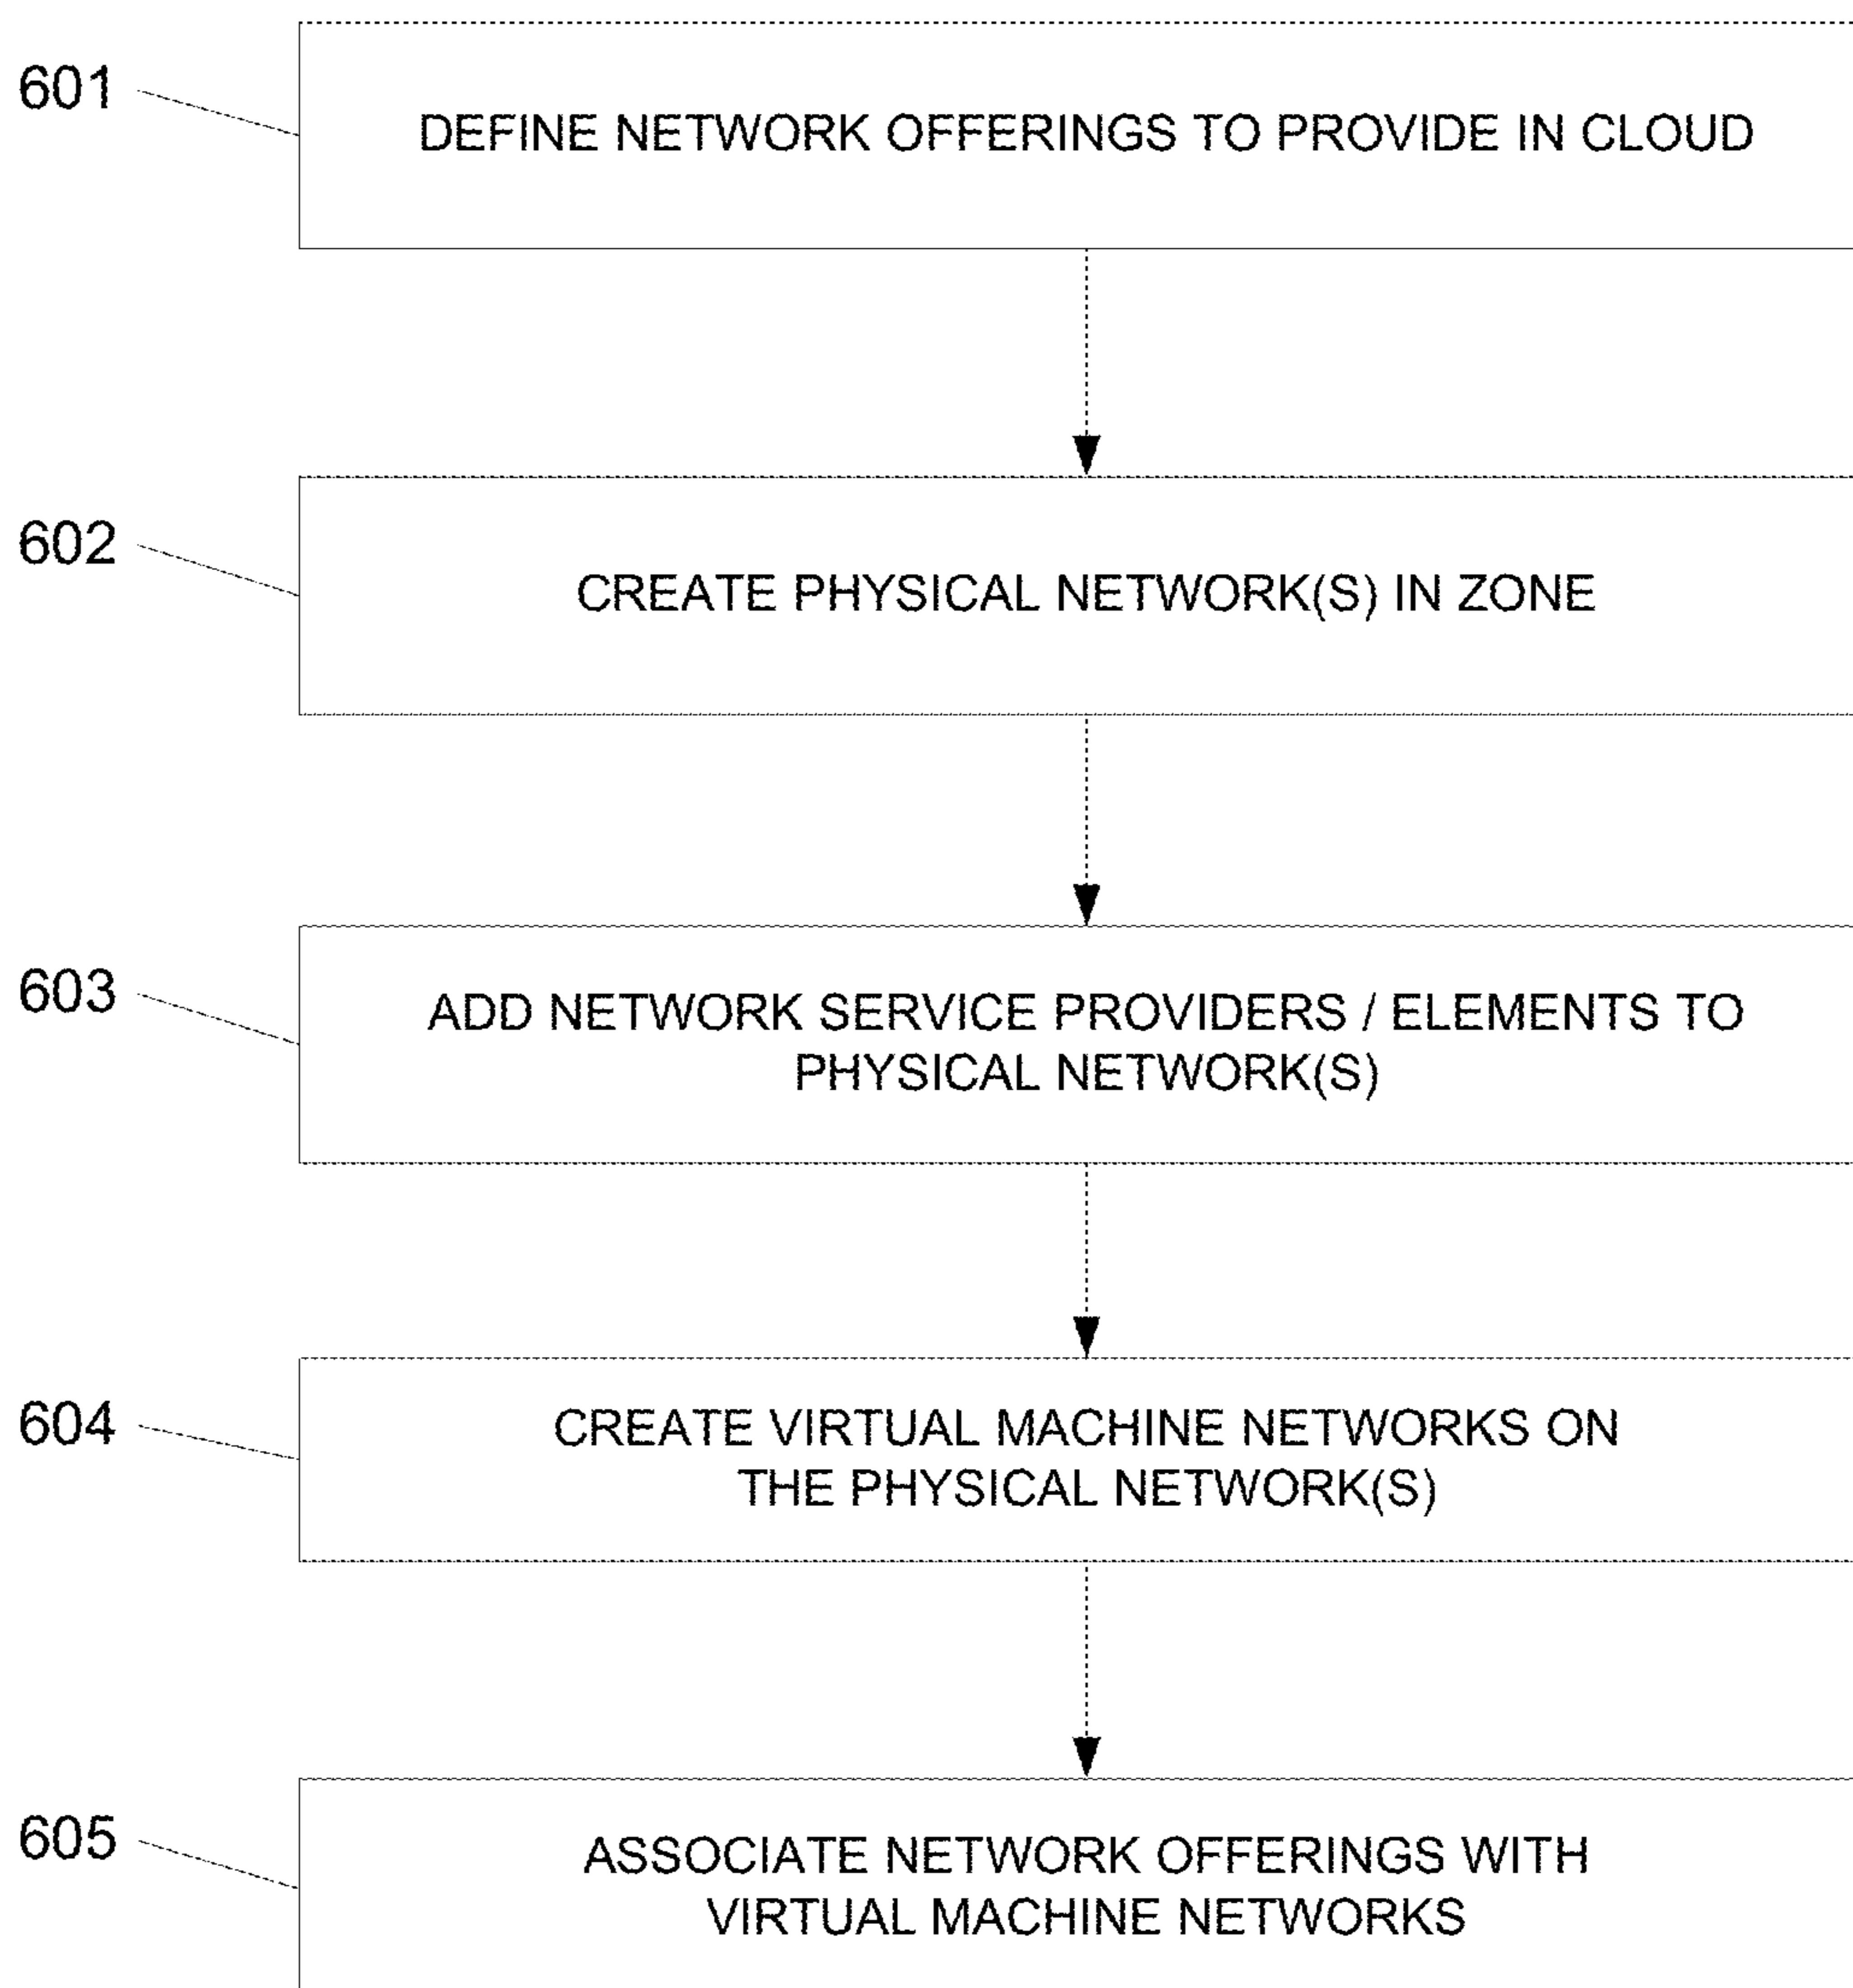 601
DEFINE NETWORK OFFERINGS TO PROVIDE IN CLOUD
602
CREATE PHYSICAL NETWORK(S) IN ZONE
603
ADD NETWORK SERVICE PROVIDERS / ELEMENTS TO
PHYSICAL NETWORK(S)
604
CREATE VIRTUAL MACHINE NETWORKS ON
THE PHYSICAL NETWORK(S)
605
ASSOCIATE NETWORK OFFERINGS WITH
VIRTUAL MACHINE NETWORKS